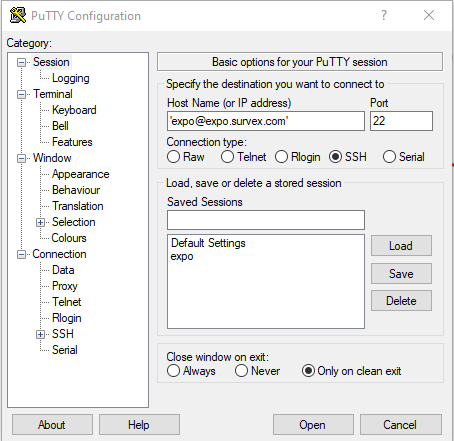 PuTTY Configuration
Category:
Session
Logging
Terminal
Keyboard
Bell
Features
Window
Appearance
Behaviour
Translation
Selection
Colours
Connection
Data
Proxy
Telnet
Rlogin
SSH
Serial
Basic options for your PuTTY session
Specify the destination you want to connect to
Host Name (or IP address) Port
'expo@expo.survex.com' 22
Connection type:
Raw Telnet Rlogin SSH Serial
Load, save or delete a stored session
Saved Sessions
Default Settings
expo
Load
Save
Delete
Close window on exit:
Always Never Only on clean exit
About Help Open Cancel